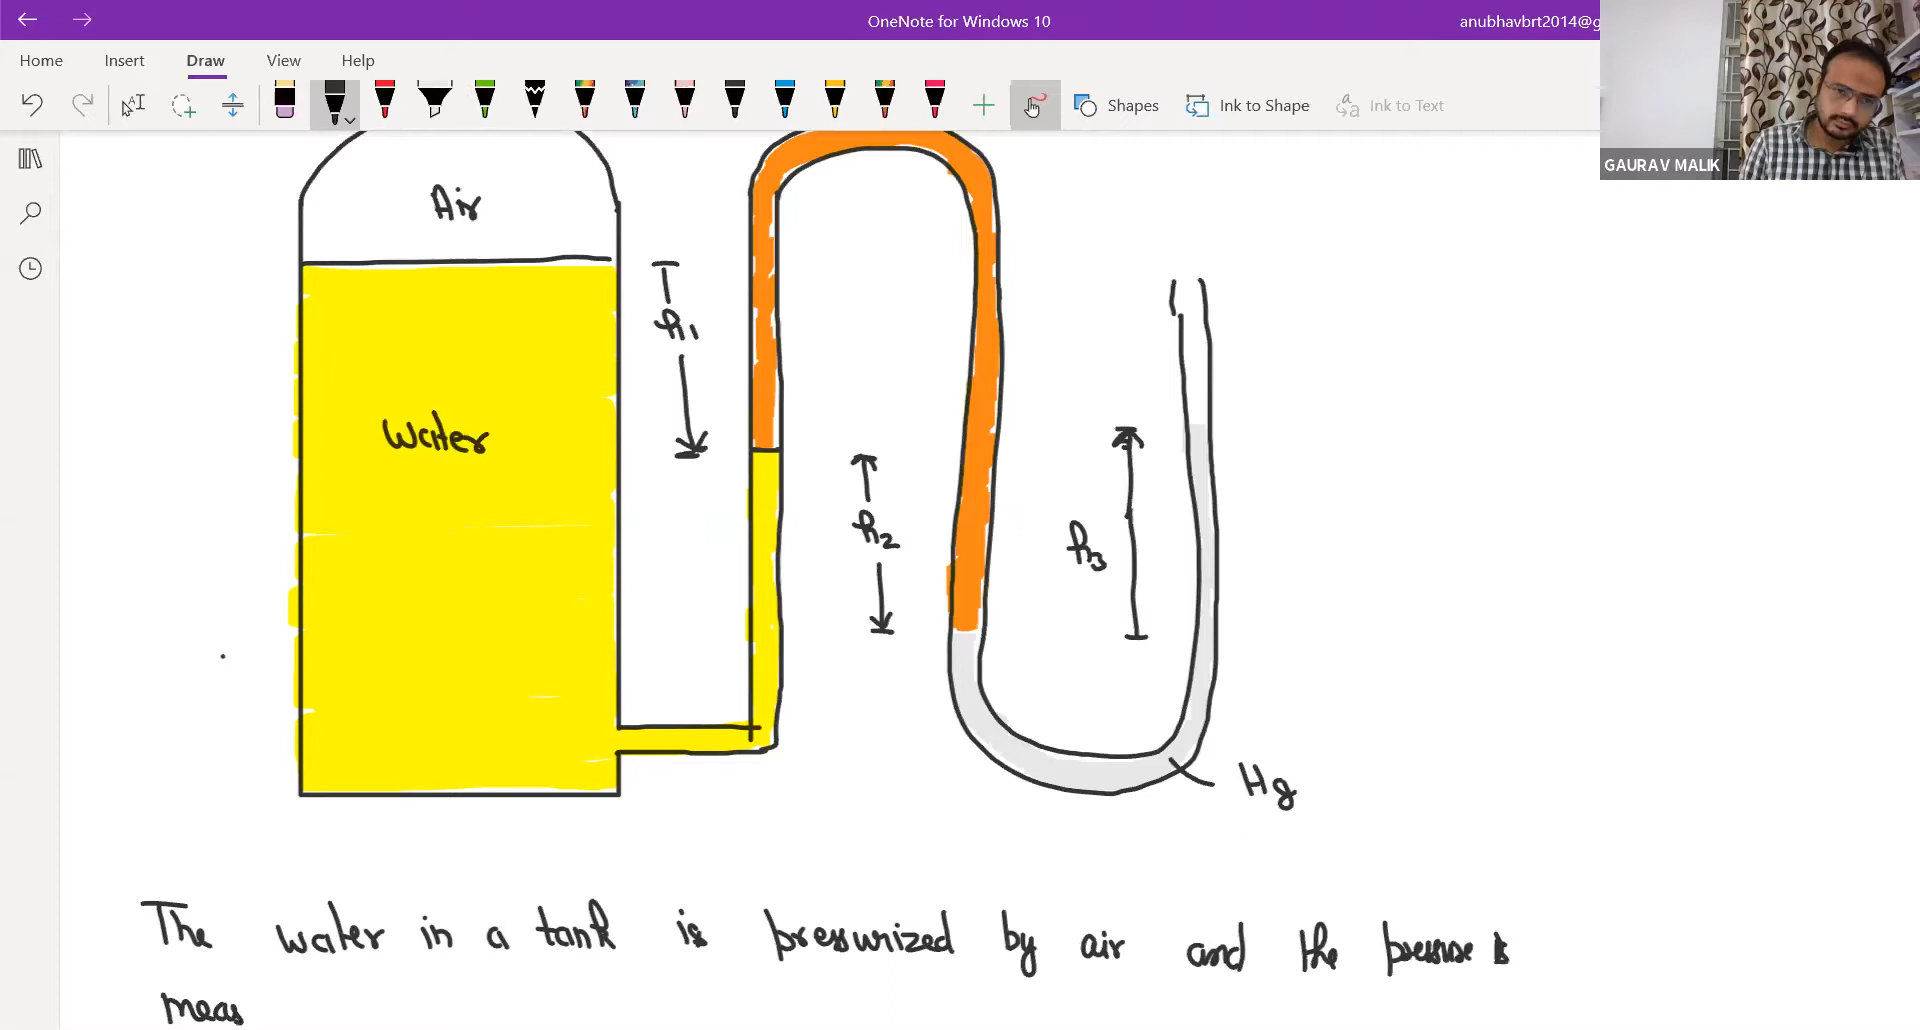 OneNote for Windows 10
anubhavbrt2014@g
Home Insert Draw View Help
Shapes Ink to Shape Ink to Text
GAURAV MALIK
Air
h₁
Water
h₂
h₃
Hg
The water in a tank is pressurized by air and the pressure is
meas